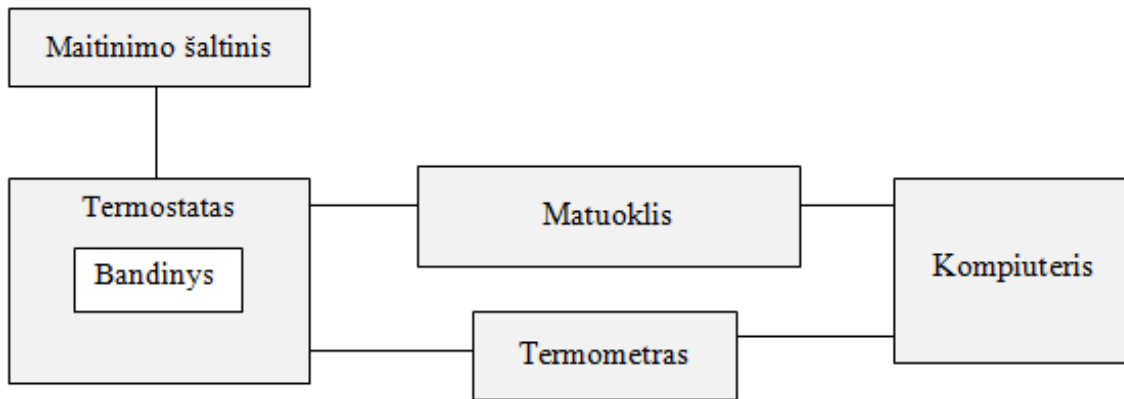 Maitinimo šaltinis
Termostatas
Bandinys
Matuoklis
Termometras
Kompiuteris